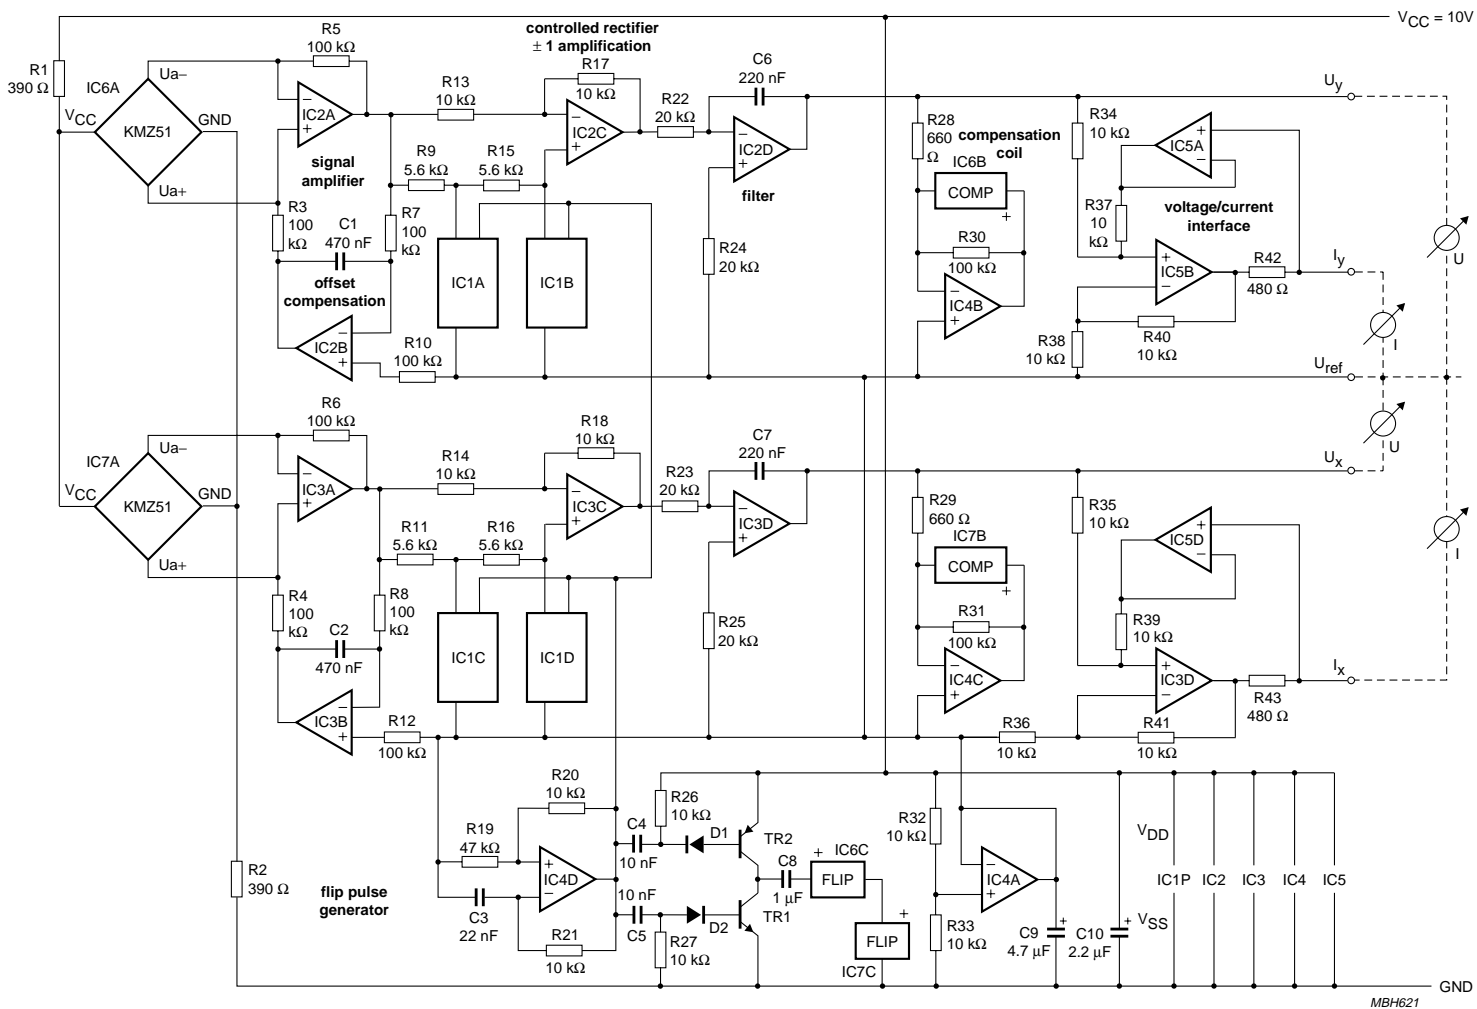 VCC = 10V
R1
390 Ω
IC6A
Ua−
VCC
KMZ51
GND
Ua+
R5
100 kΩ
−
IC2A
+
signal
amplifier
R3
100
kΩ
C1
470 nF
R7
100
kΩ
offset
compensation
−
IC2B
+
R10
100 kΩ
R13
10 kΩ
R9
5.6 kΩ
R15
5.6 kΩ
IC1A
IC1B
controlled rectifier
± 1 amplification
R17
10 kΩ
−
IC2C
+
R22
20 kΩ
C6
220 nF
−
IC2D
+
filter
R24
20 kΩ
R28
660
Ω
compensation
coil
IC6B
COMP
+
R30
100 kΩ
−
IC4B
+
R34
10 kΩ
+
IC5A
−
R37
10
kΩ
voltage/current
interface
+
IC5B
−
R42
480 Ω
R38
10 kΩ
R40
10 kΩ
Uy
Iy
Uref
U
I
R6
100 kΩ
IC7A
Ua−
VCC
KMZ51
GND
Ua+
−
IC3A
+
R4
100
kΩ
C2
470 nF
R8
100
kΩ
−
IC3B
+
R12
100 kΩ
R14
10 kΩ
R11
5.6 kΩ
R16
5.6 kΩ
IC1C
IC1D
R18
10 kΩ
−
IC3C
+
R23
20 kΩ
C7
220 nF
−
IC3D
+
R25
20 kΩ
R29
660 Ω
IC7B
COMP
+
R31
100 kΩ
−
IC4C
+
R35
10 kΩ
+
IC5D
−
R39
10 kΩ
+
IC3D
−
R43
480 Ω
R36
10 kΩ
R41
10 kΩ
Ux
Ix
U
I
R2
390 Ω
flip pulse
generator
R20
10 kΩ
R19
47 kΩ
+
IC4D
−
C3
22 nF
R21
10 kΩ
C4
10 nF
10 nF
C5
R26
10 kΩ
D1
D2
R27
10 kΩ
TR2
TR1
C8
1 μF
+
IC6C
FLIP
+
FLIP
IC7C
R32
10 kΩ
−
IC4A
+
R33
10 kΩ
+
C9
4.7 μF
+
C10
2.2 μF
VDD
IC1P
IC2
IC3
IC4
IC5
VSS
GND
MBH621